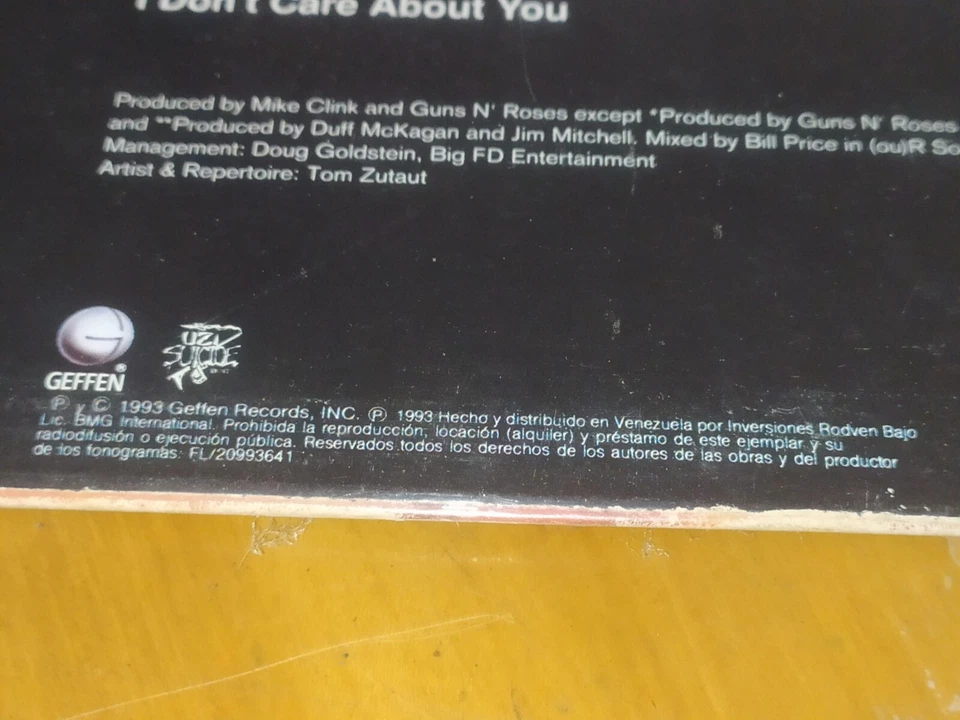 I Don't Care About You
Produced by Mike Clink and Guns N' Roses except *Produced by Guns N' Roses
and **Produced by Duff McKagan and Jim Mitchell. Mixed by Bill Price in (ou)R So
Management: Doug Goldstein, Big FD Entertainment
Artist & Repertoire: Tom Zutaut
G
GEFFEN®
UZI
SUICIDE
Ⓟ y © 1993 Geffen Records, INC. Ⓟ 1993 Hecho y distribuido en Venezuela por Inversiones Rodven Bajo
Lic. BMG International. Prohibida la reproducción, locación (alquiler) y préstamo de este ejemplar y su
radiodifusión o ejecución pública. Reservados todos los derechos de los autores de las obras y del productor
de los fonogramas. FL/20993641